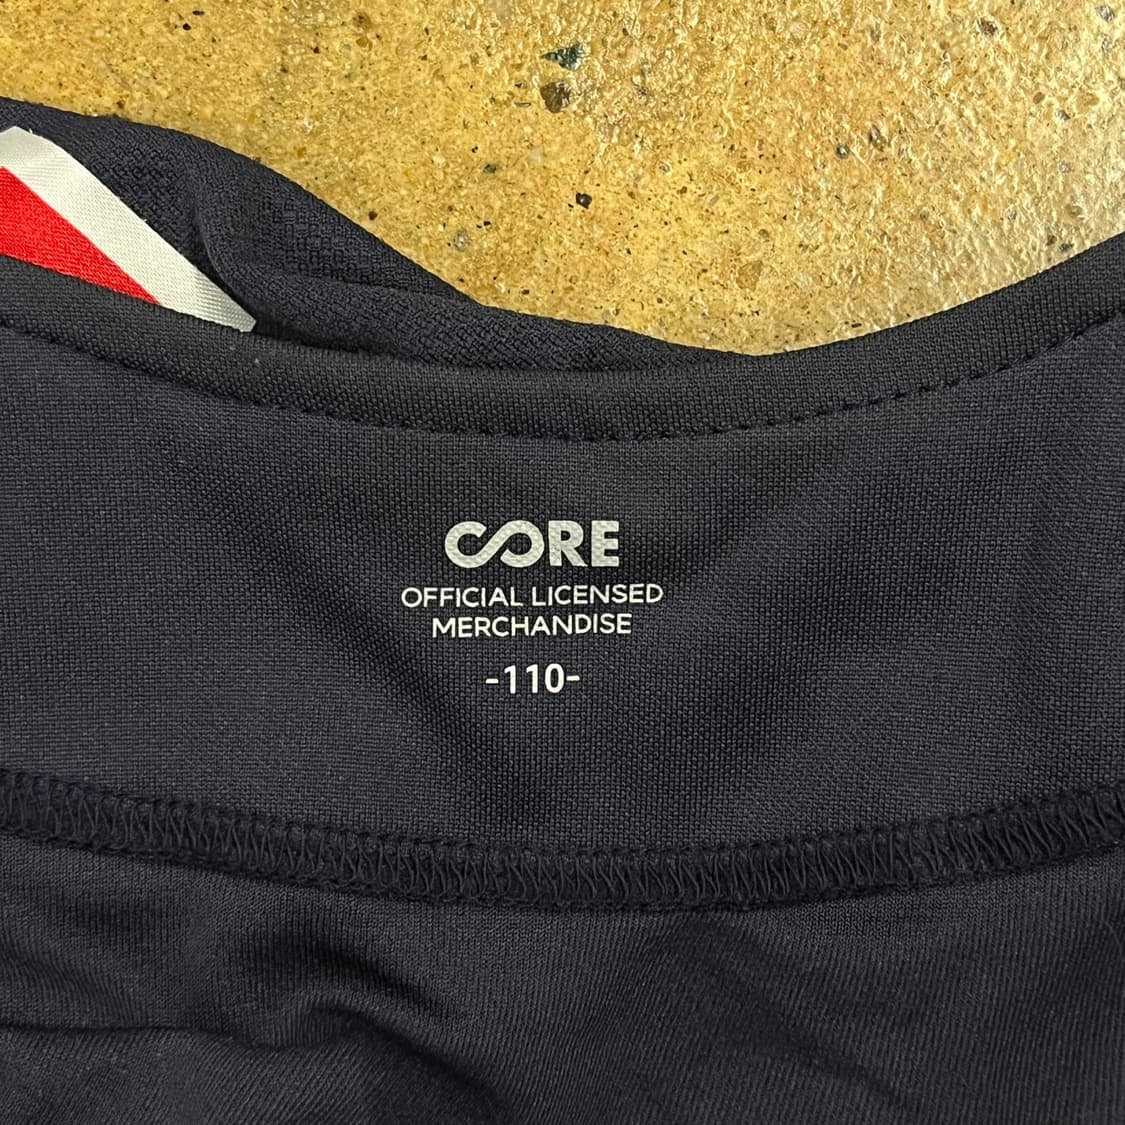 CORE
OFFICIAL LICENSED
MERCHANDISE
-110-